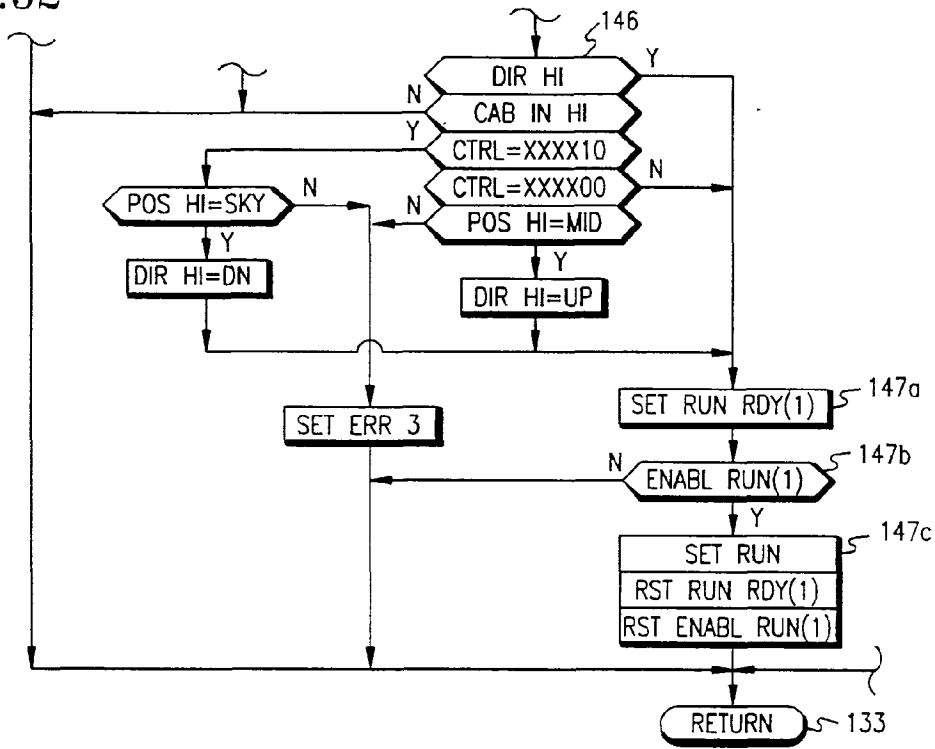 146
DIR HI
Y
N
CAB IN HI
Y
CTRL=XXXX10
CTRL=XXXX00
N
POS HI=SKY
N
N
POS HI=MID
Y
DIR HI=DN
Y
DIR HI=UP
SET RUN RDY(1)
147a
SET ERR 3
N
ENABL RUN(1)
147b
Y
147c
SET RUN
RST RUN RDY(1)
RST ENABL RUN(1)
RETURN
133